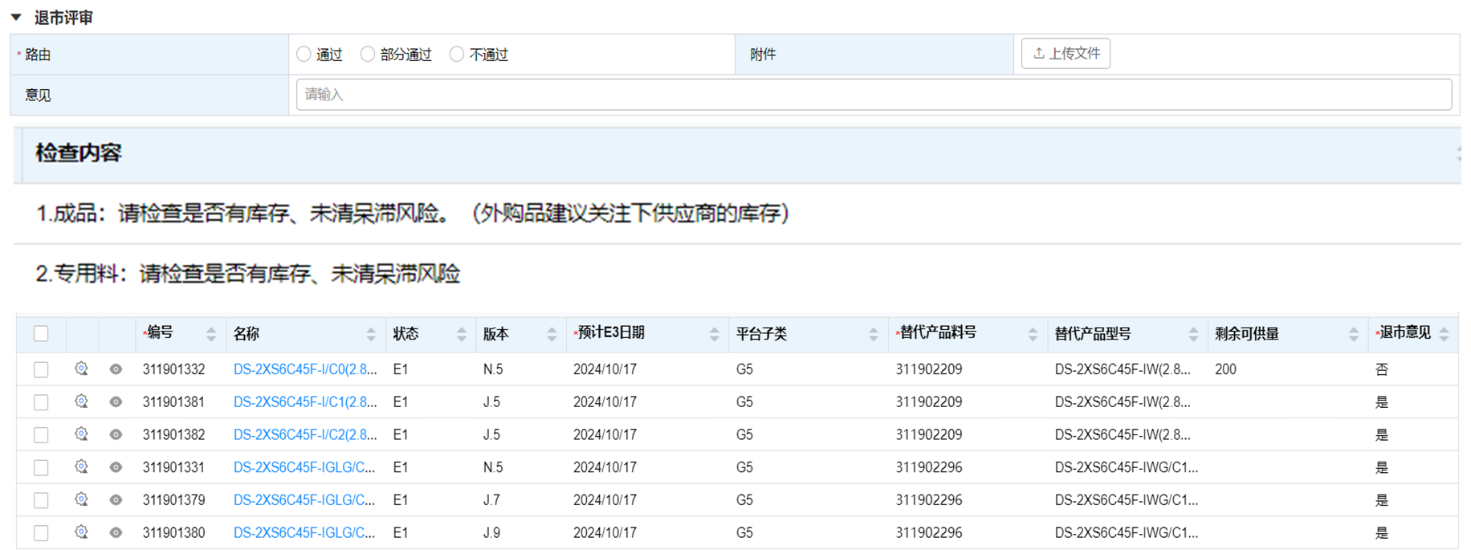 退市评审
* 路由 通过 部分通过 不通过 附件 上传文件
意见 请输入
检查内容
1.成品：请检查是否有库存、未清呆滞风险。（外购品建议关注下供应商的库存）
2.专用料：请检查是否有库存、未清呆滞风险
*编号 名称 状态 版本 *预计E3日期 平台子类 *替代产品料号 替代产品型号 剩余可供量 *退市意见
311901332 DS-2XS6C45F-I/C0(2.8... E1 N.5 2024/10/17 G5 311902209 DS-2XS6C45F-IW(2.8... 200 否
311901381 DS-2XS6C45F-I/C1(2.8... E1 J.5 2024/10/17 G5 311902209 DS-2XS6C45F-IW(2.8... 是
311901382 DS-2XS6C45F-I/C2(2.8... E1 J.5 2024/10/17 G5 311902209 DS-2XS6C45F-IW(2.8... 是
311901331 DS-2XS6C45F-IGLG/C... E1 N.5 2024/10/17 G5 311902296 DS-2XS6C45F-IWG/C1... 是
311901379 DS-2XS6C45F-IGLG/C... E1 J.7 2024/10/17 G5 311902296 DS-2XS6C45F-IWG/C1... 是
311901380 DS-2XS6C45F-IGLG/C... E1 J.9 2024/10/17 G5 311902296 DS-2XS6C45F-IWG/C1... 是